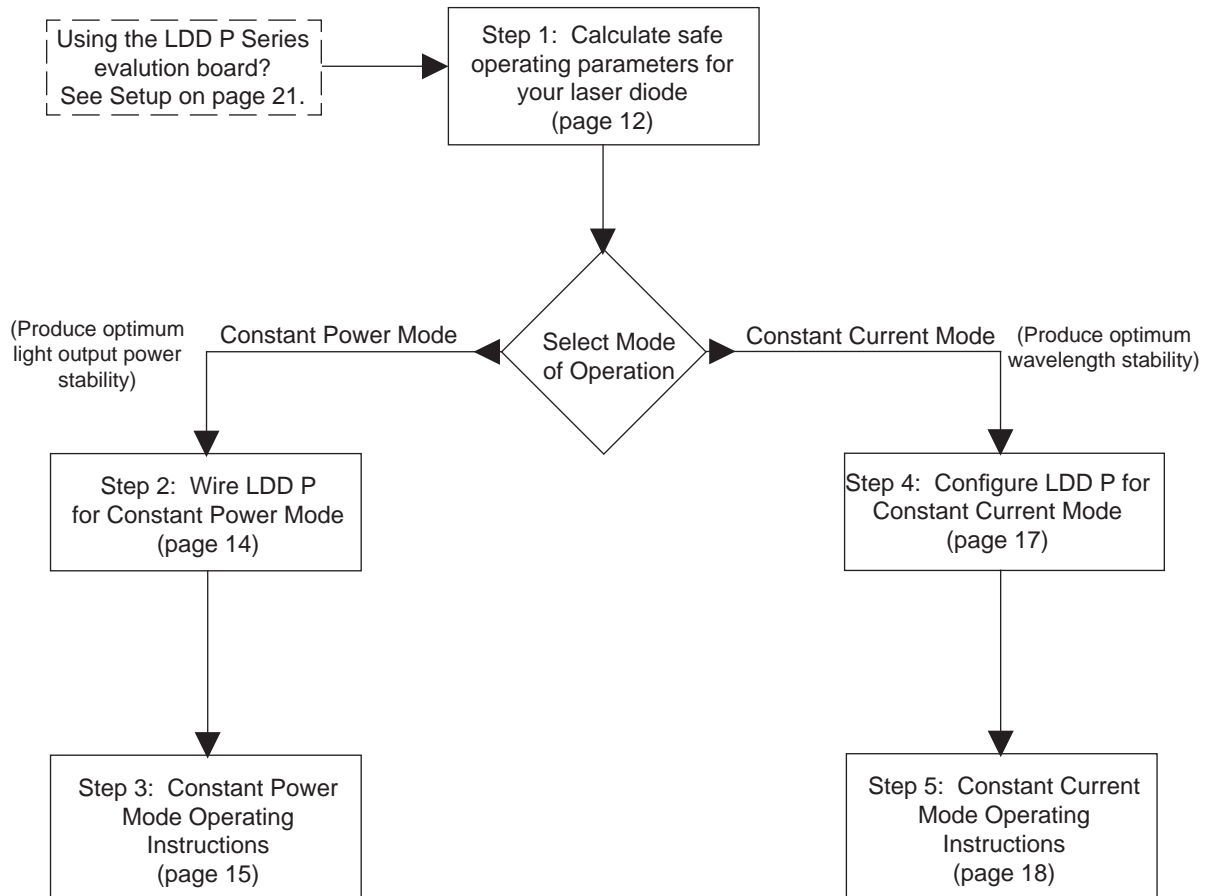 Using the LDD P Series
evalution board?
See Setup on page 21.
Step 1:  Calculate safe
operating parameters for
your laser diode
(page 12)
(Produce optimum
light output power
stability)
Constant Power Mode
Select Mode
of Operation
Constant Current Mode
(Produce optimum
wavelength stability)
Step 2:  Wire LDD P
for Constant Power Mode
(page 14)
Step 4:  Configure LDD P for
Constant Current Mode
(page 17)
Step 3:  Constant Power
Mode Operating
Instructions
(page 15)
Step 5:  Constant Current
Mode Operating
Instructions
(page 18)